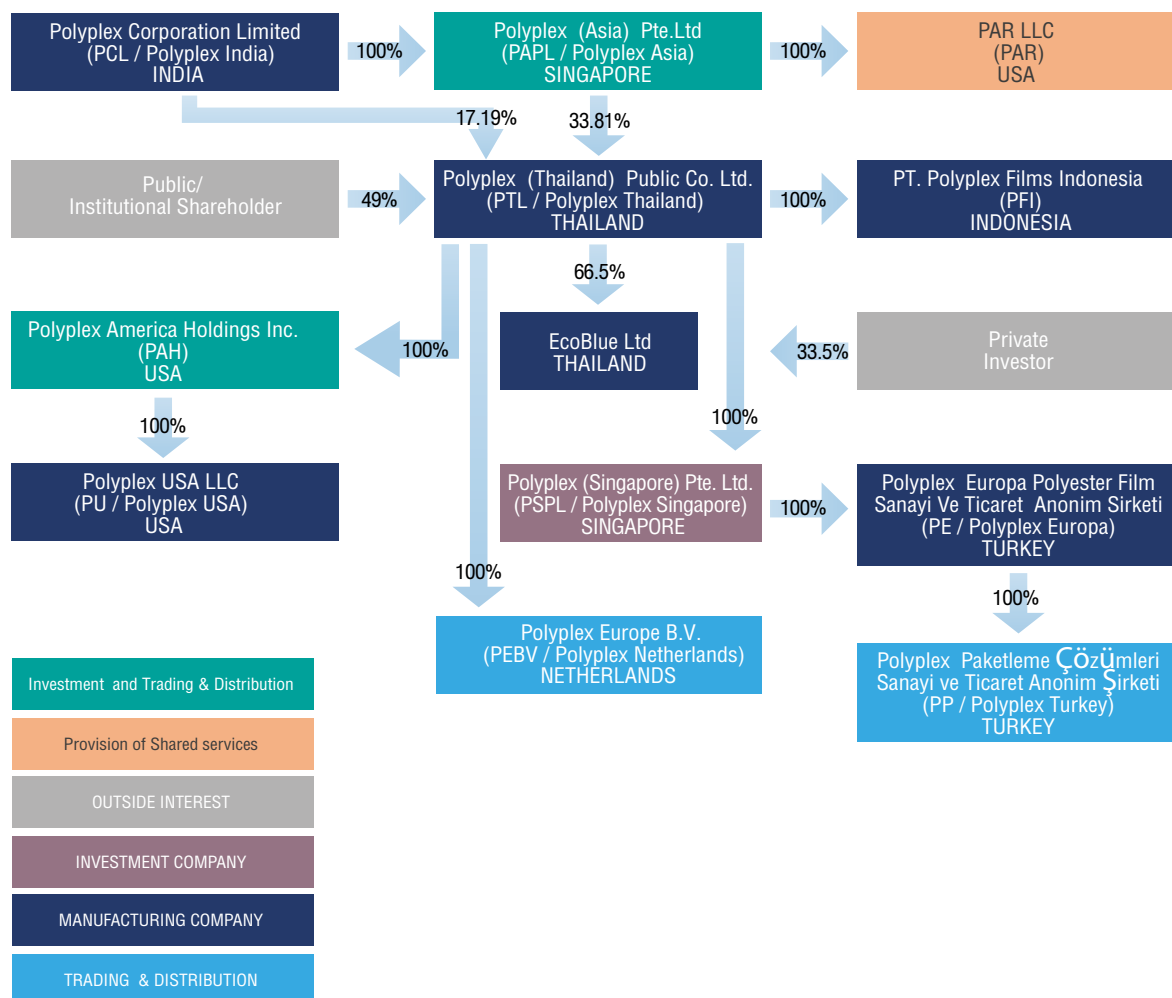 Polyplex Corporation Limited
(PCL / Polyplex India)
INDIA
100%
Polyplex (Asia) Pte.Ltd
(PAPL / Polyplex Asia)
SINGAPORE
100%
PAR LLC
(PAR)
USA
17.19%
33.81%
Public/
Institutional Shareholder
49%
Polyplex (Thailand) Public Co. Ltd.
(PTL / Polyplex Thailand)
THAILAND
100%
PT. Polyplex Films Indonesia
(PFI)
INDONESIA
66.5%
Polyplex America Holdings Inc.
(PAH)
USA
100%
EcoBlue Ltd
THAILAND
33.5%
Private
Investor
100%
100%
Polyplex USA LLC
(PU / Polyplex USA)
USA
Polyplex (Singapore) Pte. Ltd.
(PSPL / Polyplex Singapore)
SINGAPORE
100%
Polyplex Europa Polyester Film
Sanayi Ve Ticaret Anonim Sirketi
(PE / Polyplex Europa)
TURKEY
100%
100%
Polyplex Europe B.V.
(PEBV / Polyplex Netherlands)
NETHERLANDS
Polyplex Paketleme Çözümleri
Sanayi ve Ticaret Anonim Şirketi
(PP / Polyplex Turkey)
TURKEY
Investment and Trading & Distribution
Provision of Shared services
OUTSIDE INTEREST
INVESTMENT COMPANY
MANUFACTURING COMPANY
TRADING & DISTRIBUTION